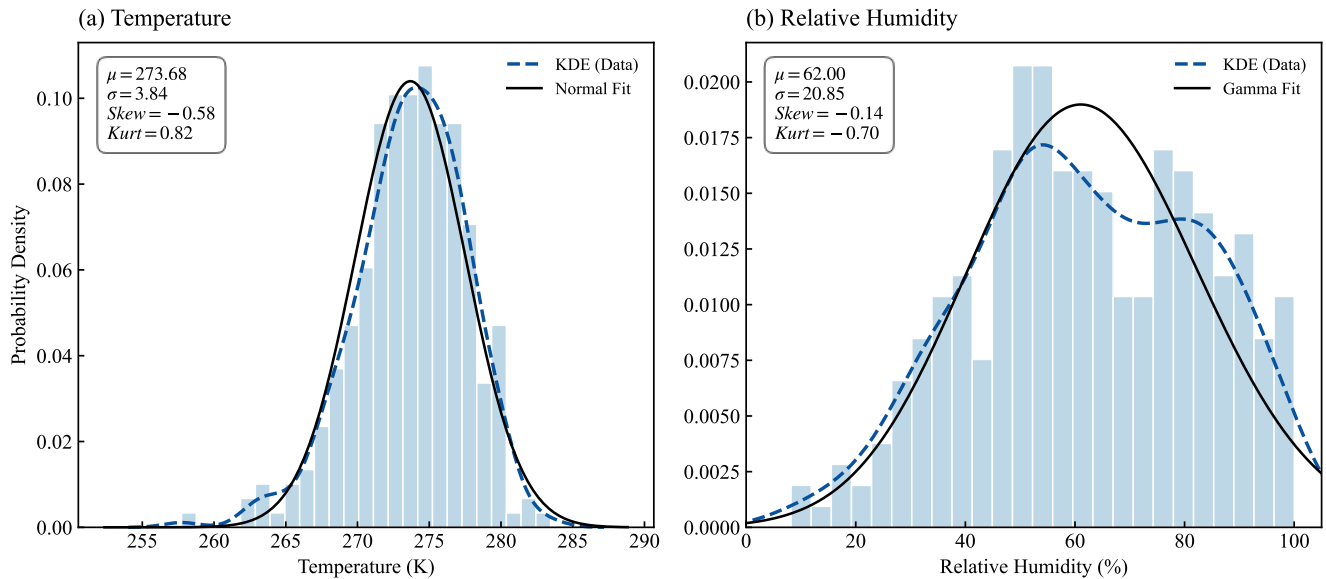 (a) Temperature
μ = 273.68
σ = 3.84
Skew = −0.58
Kurt = 0.82
KDE (Data)
Normal Fit
Probability Density
0.10
0.08
0.06
0.04
0.02
0.00
255 260 265 270 275 280 285 290
Temperature (K)
(b) Relative Humidity
μ = 62.00
σ = 20.85
Skew = −0.14
Kurt = −0.70
KDE (Data)
Gamma Fit
0.0200
0.0175
0.0150
0.0125
0.0100
0.0075
0.0050
0.0025
0.0000
0 20 40 60 80 100
Relative Humidity (%)